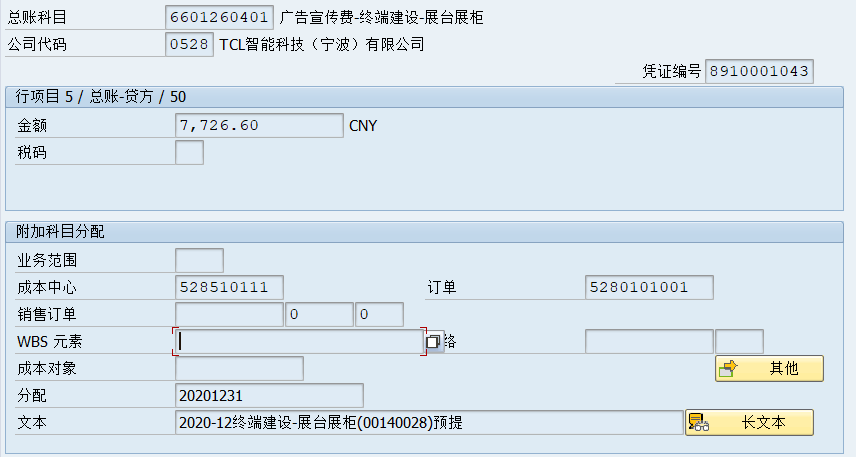 总账科目 6601260401 广告宣传费-终端建设-展台展柜
公司代码 0528 TCL智能科技（宁波）有限公司
凭证编号 8910001043
行项目 5 / 总账-贷方 / 50
金额 7,726.60 CNY
税码
附加科目分配
业务范围
成本中心 528510111 订单 5280101001
销售订单 0 0
WBS 元素 络
成本对象 其他
分配 20201231
文本 2020-12终端建设-展台展柜(00140028)预提 长文本